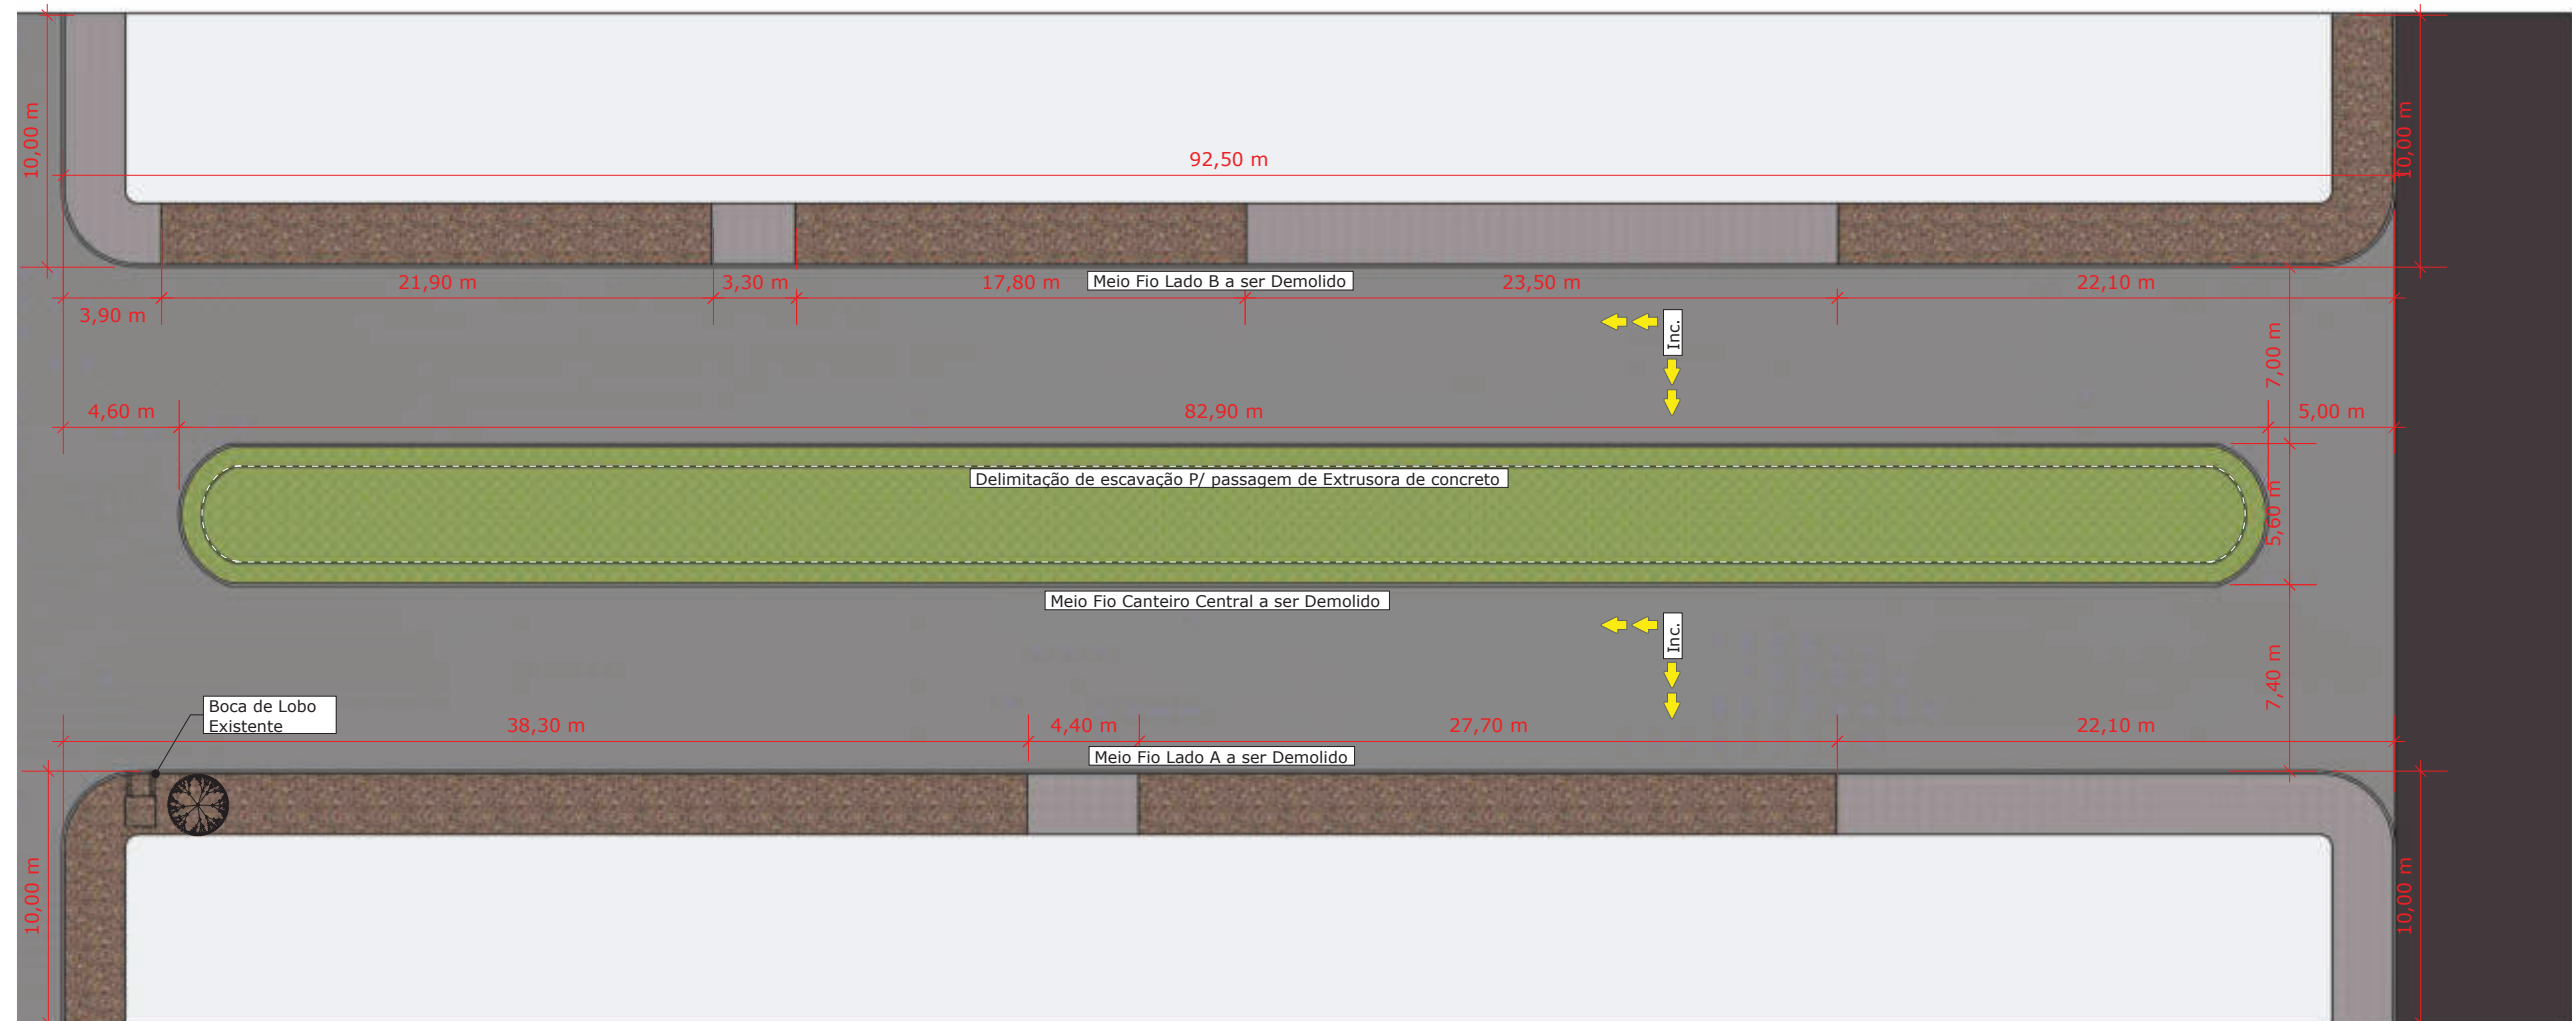 10,00 m
10,00 m
92,50 m
21,90 m
3,30 m
17,80 m
Meio Fio Lado B a ser Demolido
23,50 m
22,10 m
3,90 m
Inc.
7,00 m
4,60 m
82,90 m
5,00 m
Delimitação de escavação P/ passagem de Extrusora de concreto
5,60 m
Meio Fio Canteiro Central a ser Demolido
Inc.
7,40 m
Boca de Lobo
Existente
38,30 m
4,40 m
27,70 m
22,10 m
Meio Fio Lado A a ser Demolido
10,00 m
10,00 m